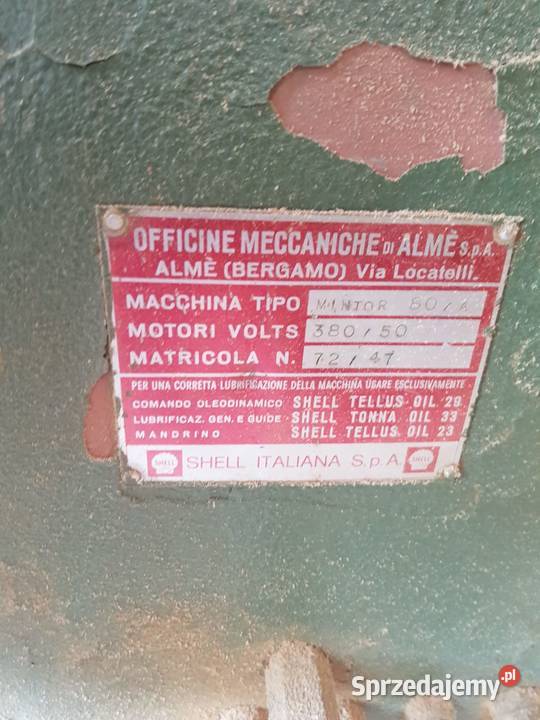 OFFICINE MECCANICHE DI ALMÈ S.p.A.
ALMÈ (BERGAMO) Via Locatelli.
MACCHINA TIPO MINIOR 80/A
MOTORI VOLTS 380/50
MATRICOLA N. 72/47
PER UNA CORRETTA LUBRIFICAZIONE DELLA MACCHINA USARE ESCLUSIVAMENTE
COMANDO OLEODINAMICO SHELL TELLUS OIL 29
LUBRIFICAZ. GEN. E GUIDE - SHELL TONNA OIL 33
MANDRINO SHELL TELLUS OIL 23
SHELL SHELL ITALIANA S.p.A. SHELL
Sprzedajemy.pl